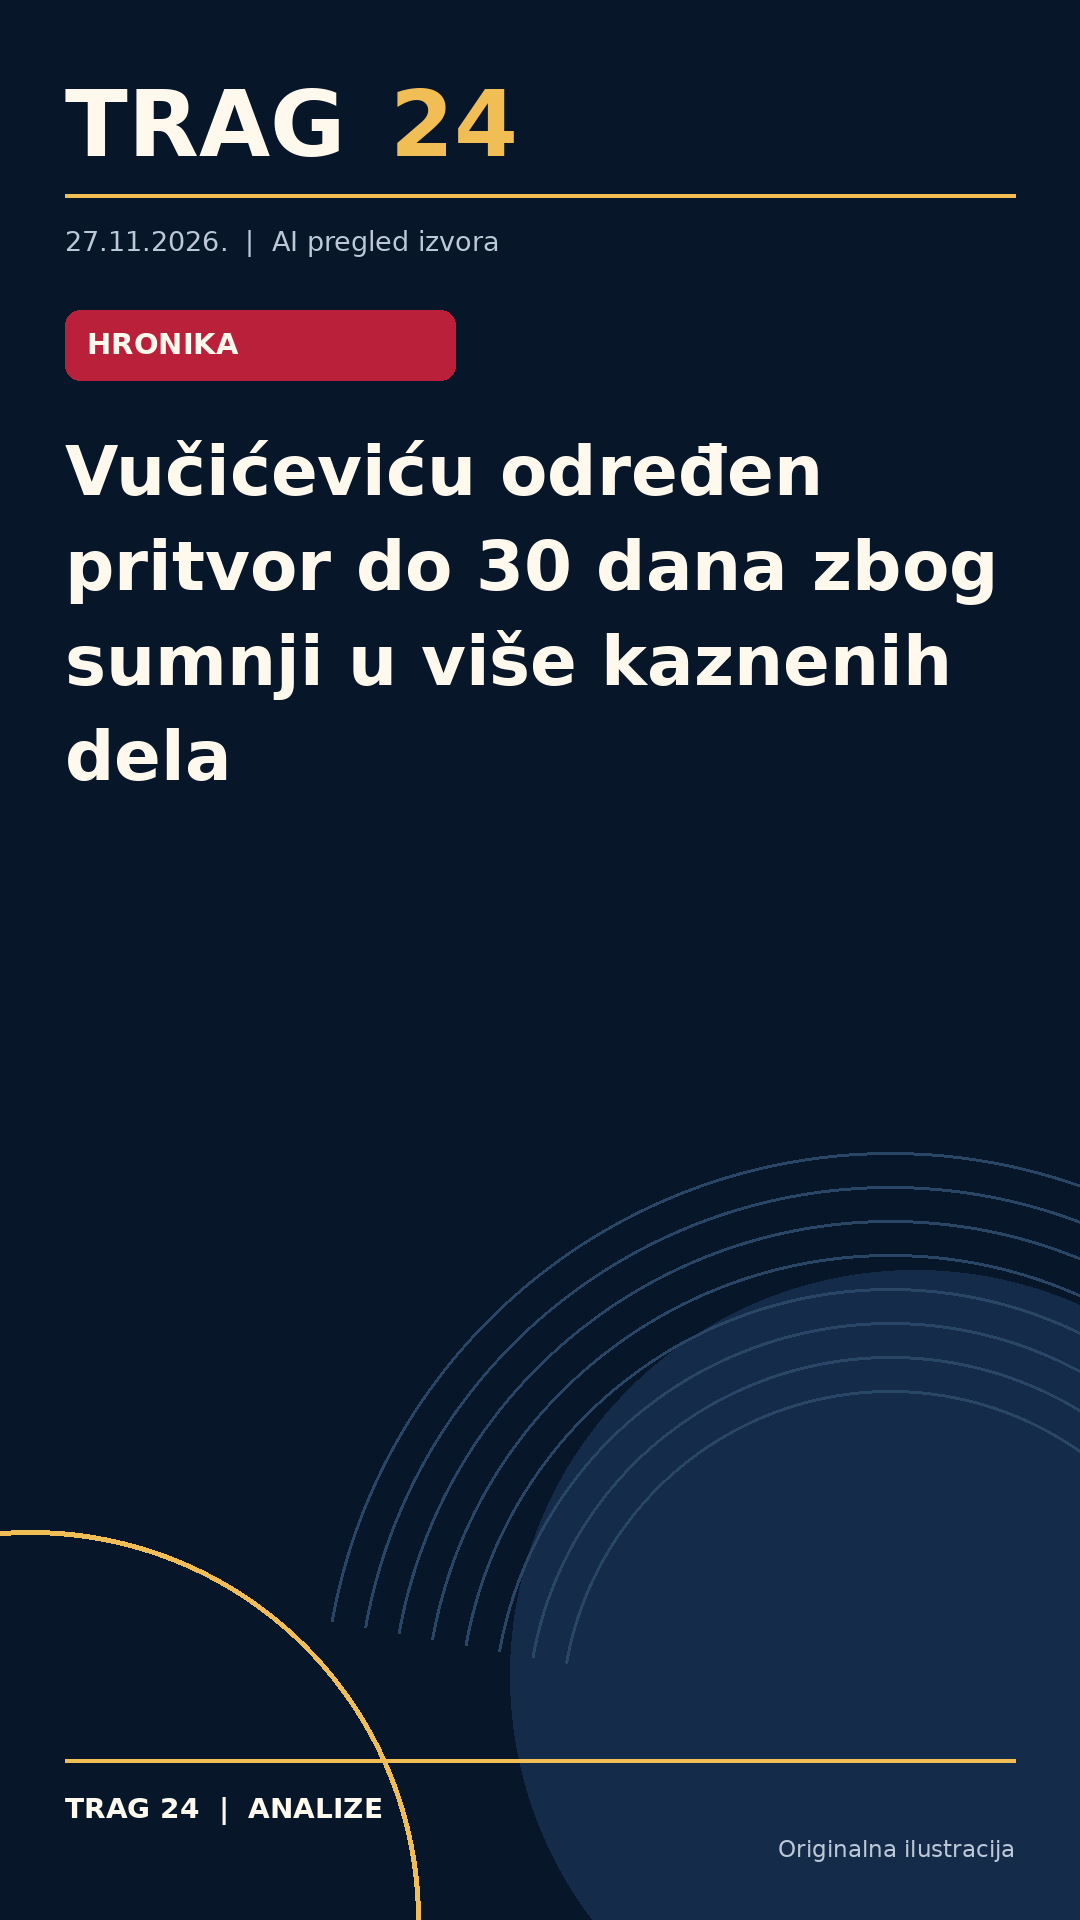 TRAG 24
27.11.2026. | AI pregled izvora
HRONIKA
Vučićeviću određen
pritvor do 30 dana zbog
sumnji u više kaznenih
dela
TRAG 24 | ANALIZE
Originalna ilustracija